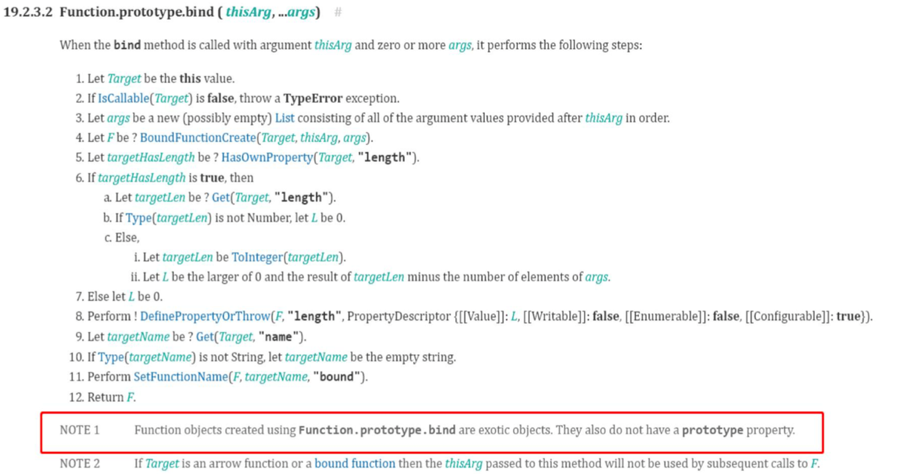 19.2.3.2 Function.prototype.bind ( thisArg, ...args) #
When the bind method is called with argument thisArg and zero or more args, it performs the following steps:
1. Let Target be the this value.
2. If IsCallable(Target) is false, throw a TypeError exception.
3. Let args be a new (possibly empty) List consisting of all of the argument values provided after thisArg in order.
4. Let F be ? BoundFunctionCreate(Target, thisArg, args).
5. Let targetHasLength be ? HasOwnProperty(Target, "length").
6. If targetHasLength is true, then
a. Let targetLen be ? Get(Target, "length").
b. If Type(targetLen) is not Number, let L be 0.
c. Else,
i. Let targetLen be ToInteger(targetLen).
ii. Let L be the larger of 0 and the result of targetLen minus the number of elements of args.
7. Else let L be 0.
8. Perform ! DefinePropertyOrThrow(F, "length", PropertyDescriptor {[[Value]]: L, [[Writable]]: false, [[Enumerable]]: false, [[Configurable]]: true}).
9. Let targetName be ? Get(Target, "name").
10. If Type(targetName) is not String, let targetName be the empty string.
11. Perform SetFunctionName(F, targetName, "bound").
12. Return F.
NOTE 1 Function objects created using Function.prototype.bind are exotic objects. They also do not have a prototype property.
NOTE 2 If Target is an arrow function or a bound function then the thisArg passed to this method will not be used by subsequent calls to F.